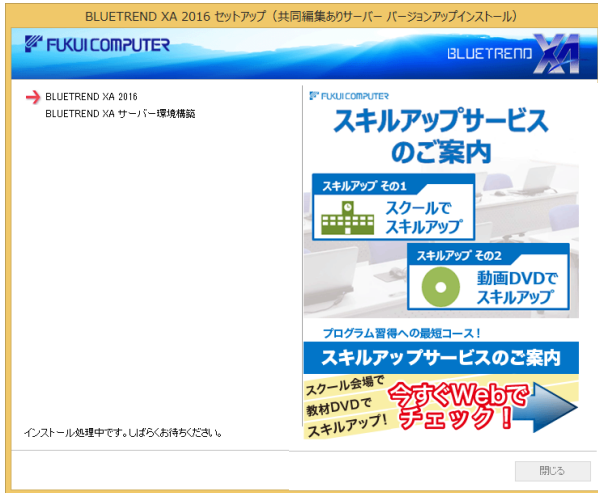 BLUETREND XA 2016 セットアップ（共同編集ありサーバー バージョンアップインストール）
FUKUI COMPUTER
BLUETREND XA
BLUETREND XA 2016
BLUETREND XA サーバー環境構築
FUKUI COMPUTER
スキルアップサービス
のご案内
スキルアップ その1
スクールで
スキルアップ
スキルアップ その2
動画DVDで
スキルアップ
プログラム習得への最短コース！
スキルアップサービスのご案内
スクール会場で
教材DVDで
スキルアップ!
今すぐWebで
チェック！
インストール処理中です。しばらくお待ちください。
閉じる